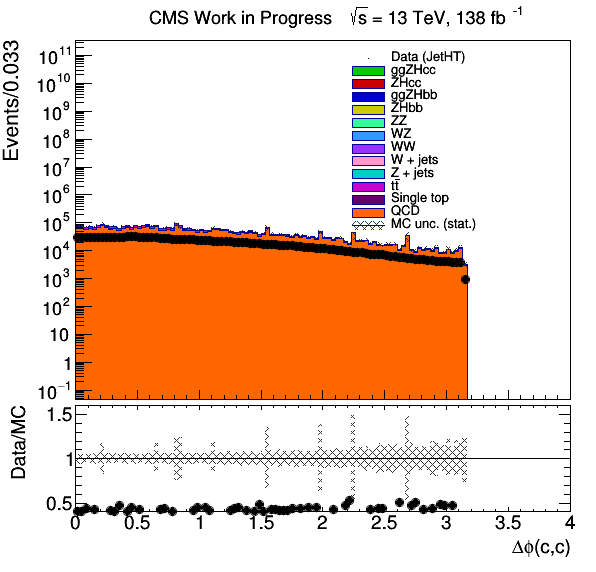 CMS Work in Progress √s = 13 TeV, 138 fb⁻¹
Events/0.033
10¹¹
10¹⁰
10⁹
10⁸
10⁷
10⁶
10⁵
10⁴
10³
10²
10
1
10⁻¹
Data (JetHT)
ggZHcc
ZHcc
ggZHbb
ZHbb
ZZ
WZ
WW
W + jets
Z + jets
tt̄
Single top
QCD
MC unc. (stat.)
Data/MC
1.5
1
0.5
0 0.5 1 1.5 2 2.5 3 3.5 4
Δϕ(c,c)